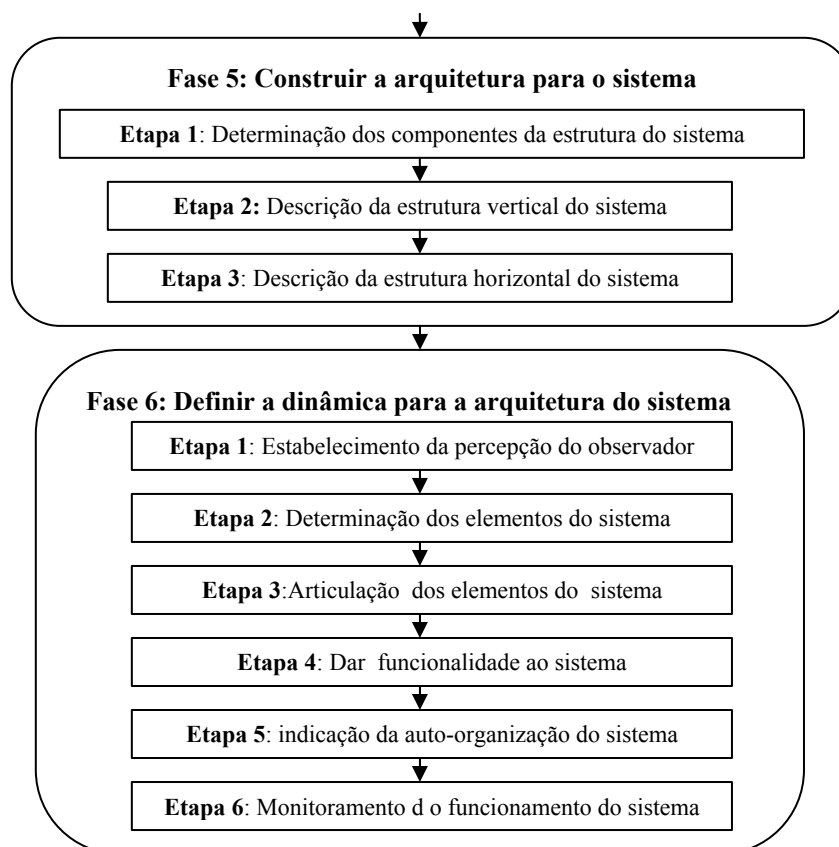 Fase 5: Construir a arquitetura para o sistema
Etapa 1: Determinação dos componentes da estrutura do sistema
Etapa 2: Descrição da estrutura vertical do sistema
Etapa 3: Descrição da estrutura horizontal do sistema
Fase 6: Definir a dinâmica para a arquitetura do sistema
Etapa 1: Estabelecimento da percepção do observador
Etapa 2: Determinação dos elementos do sistema
Etapa 3:Articulação dos elementos do sistema
Etapa 4: Dar funcionalidade ao sistema
Etapa 5: indicação da auto-organização do sistema
Etapa 6: Monitoramento d o funcionamento do sistema